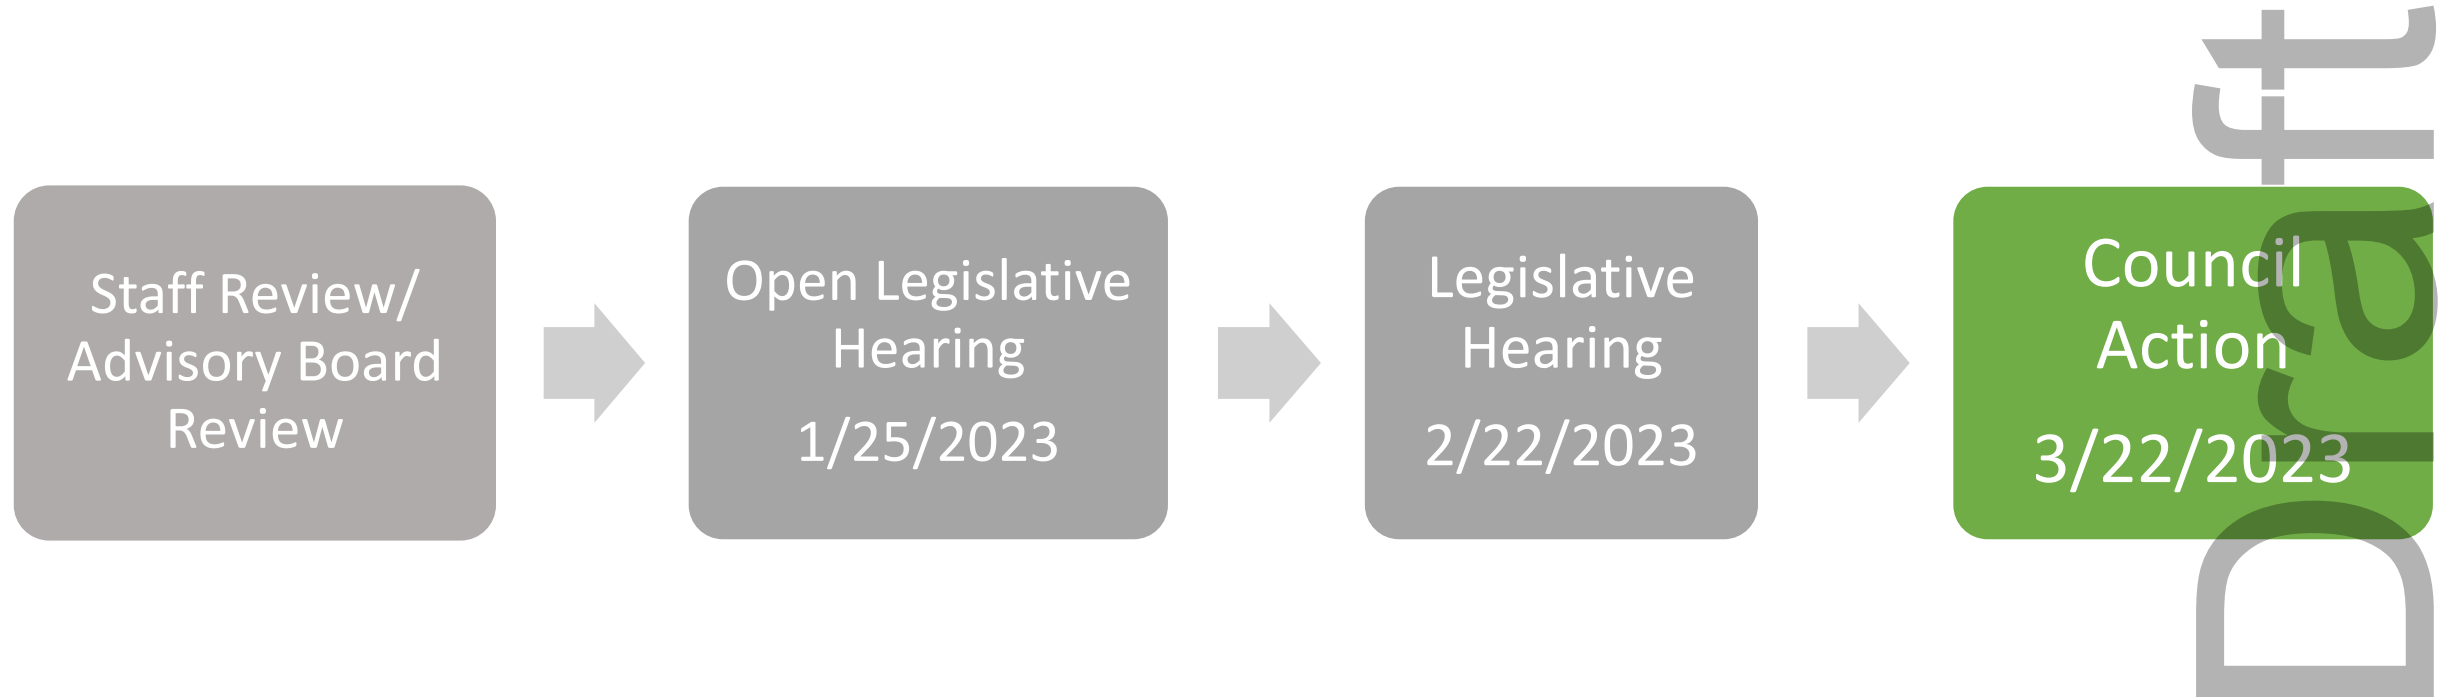 Staff Review/
Advisory Board
Review
Open Legislative
Hearing
1/25/2023
Legislative
Hearing
2/22/2023
Council
Action
3/22/2023
Draft